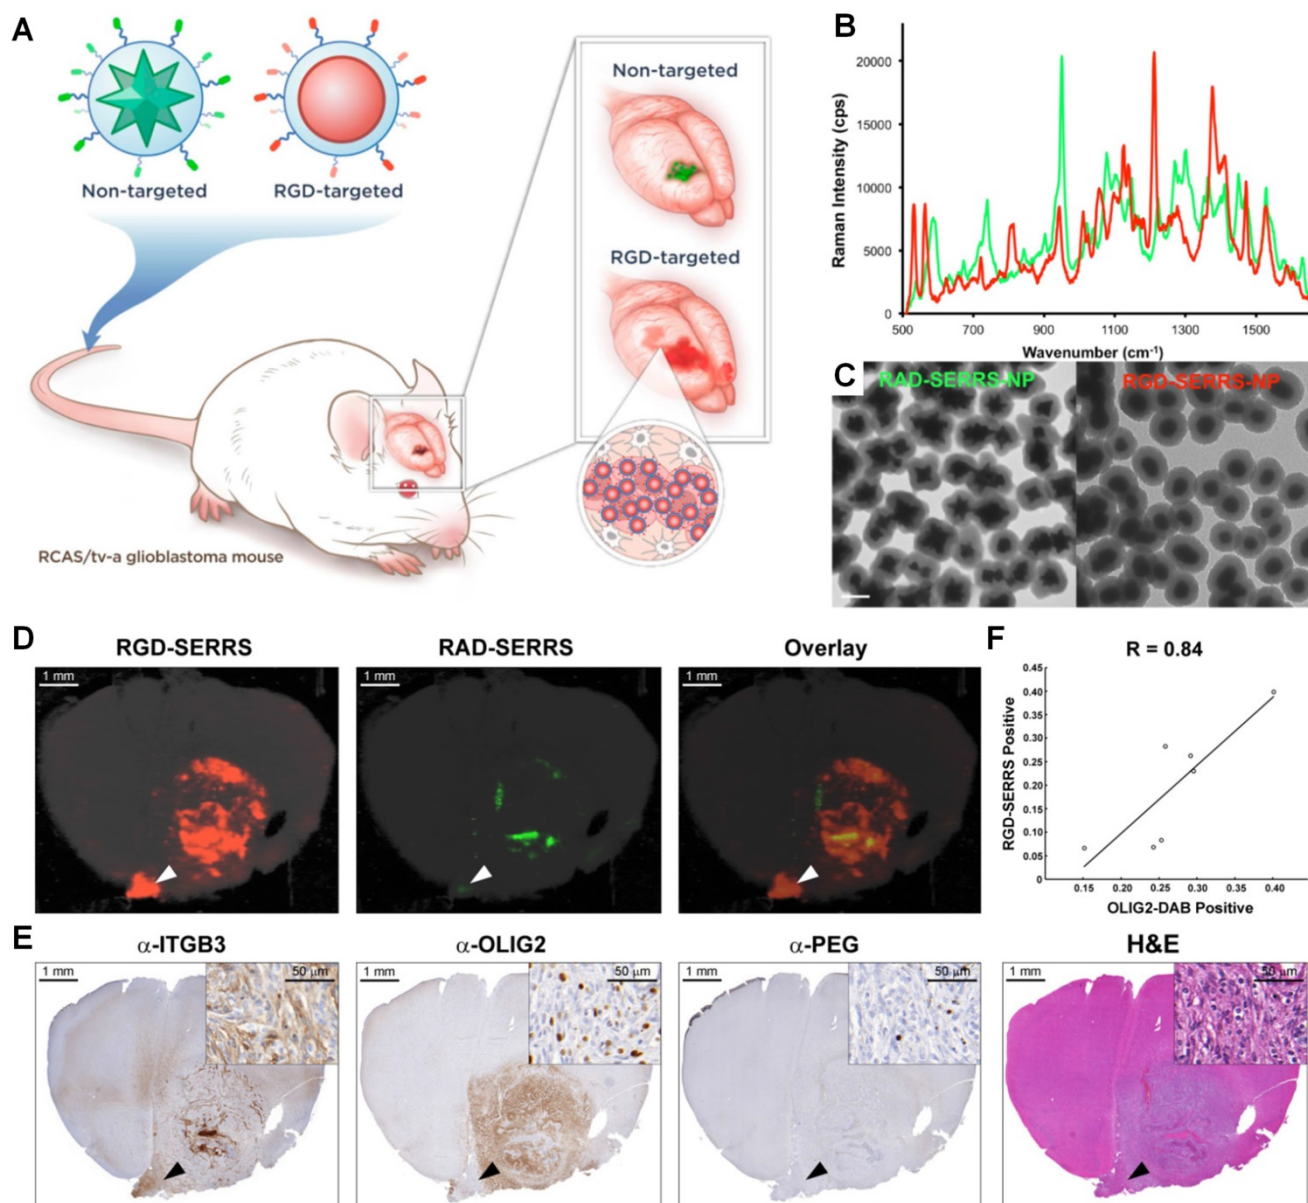 A
Non-targeted
RGD-targeted
RCAS/tv-a glioblastoma mouse
Non-targeted
RGD-targeted
B
Raman Intensity (cps)
20000
15000
10000
5000
0
500 700 900 1100 1300 1500
Wavenumber (cm⁻¹)
C
RAD-SERRS-NP
RGD-SERRS-NP
D
RGD-SERRS
RAD-SERRS
Overlay
1 mm
1 mm
1 mm
F
R = 0.84
RGD-SERRS Positive
0.45
0.40
0.35
0.30
0.25
0.20
0.15
0.10
0.05
0
0.15 0.20 0.25 0.30 0.35 0.40
OLIG2-DAB Positive
E
α-ITGB3
α-OLIG2
α-PEG
H&E
1 mm
50 μm
1 mm
50 μm
1 mm
50 μm
1 mm
50 μm